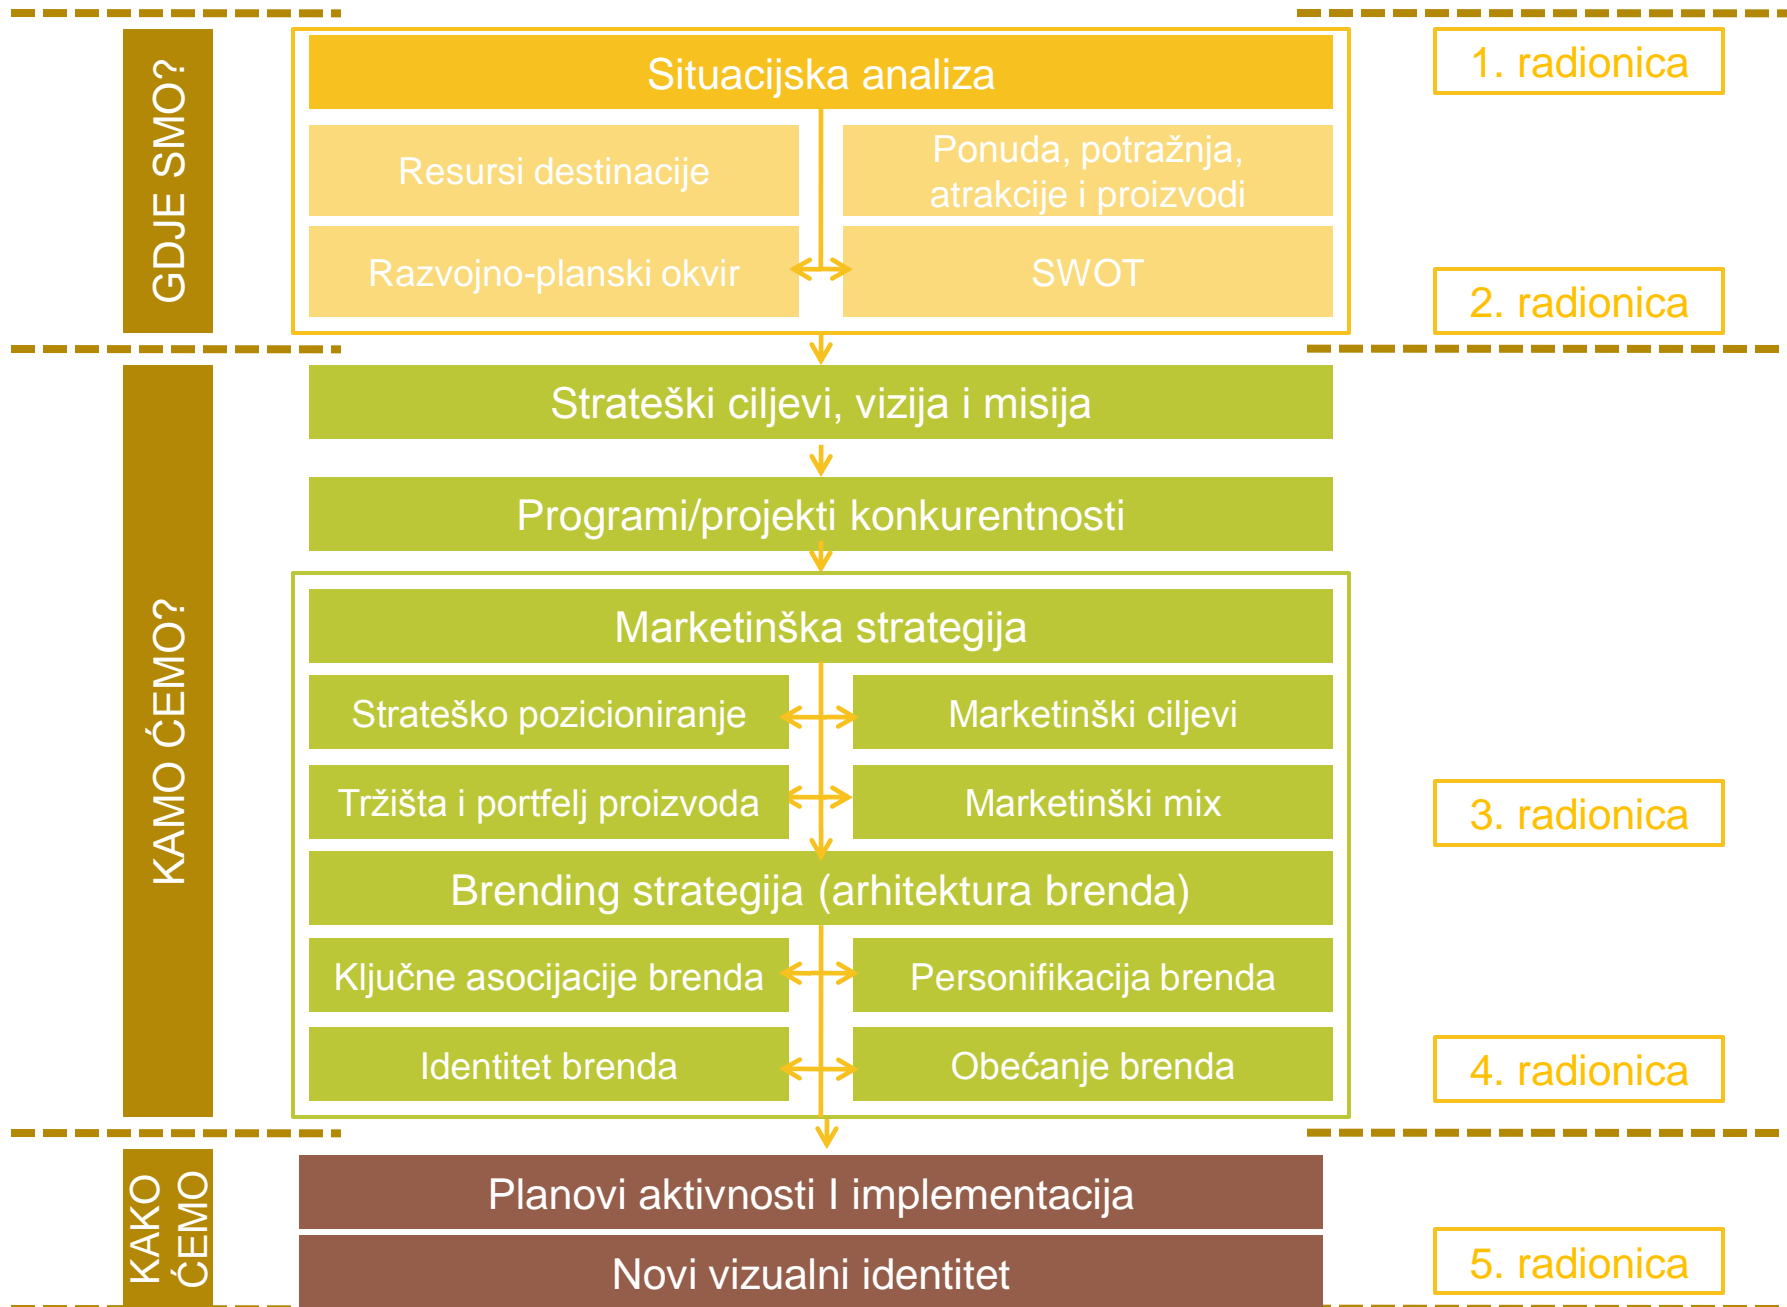 GDJE SMO?
Situacijska analiza
1. radionica
Resursi destinacije
Ponuda, potražnja,
atrakcije i proizvodi
Razvojno-planski okvir
SWOT
2. radionica
KAMO ĆEMO?
Strateški ciljevi, vizija i misija
Programi/projekti konkurentnosti
Marketinška strategija
Strateško pozicioniranje
Marketinški ciljevi
Tržišta i portfelj proizvoda
Marketinški mix
3. radionica
Brending strategija (arhitektura brenda)
Ključne asocijacije brenda
Personifikacija brenda
Identitet brenda
Obećanje brenda
4. radionica
KAKO
ĆEMO
Planovi aktivnosti I implementacija
Novi vizualni identitet
5. radionica